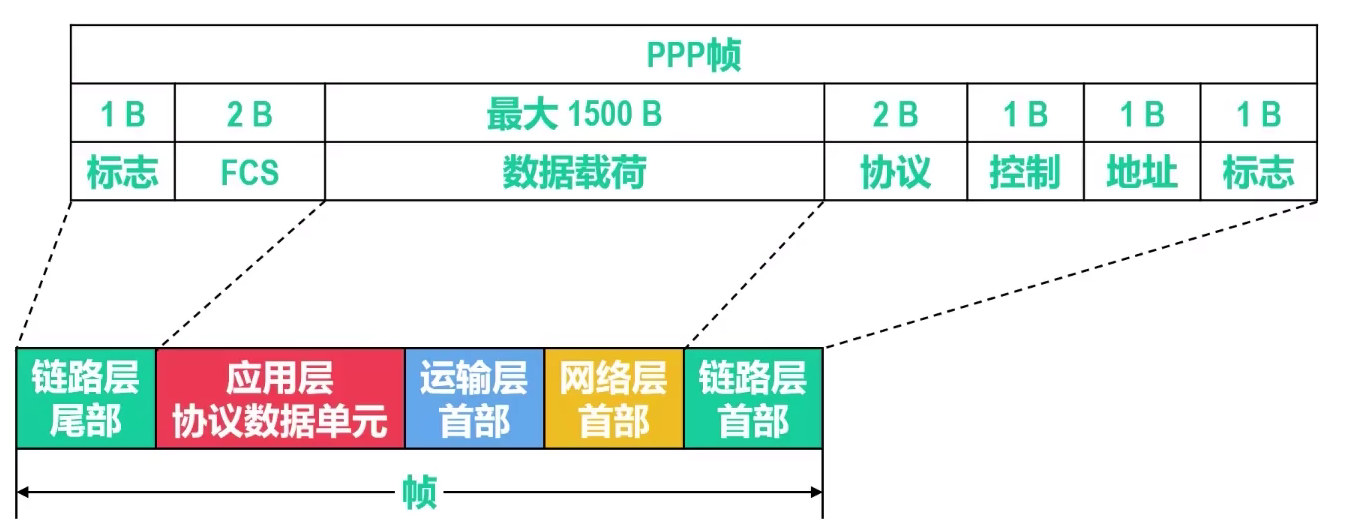 PPP帧
1 B 2 B 最大 1500 B 2 B 1 B 1 B 1 B
标志 FCS 数据载荷 协议 控制 地址 标志
链路层
尾部
应用层
协议数据单元
运输层
首部
网络层
首部
链路层
首部
帧